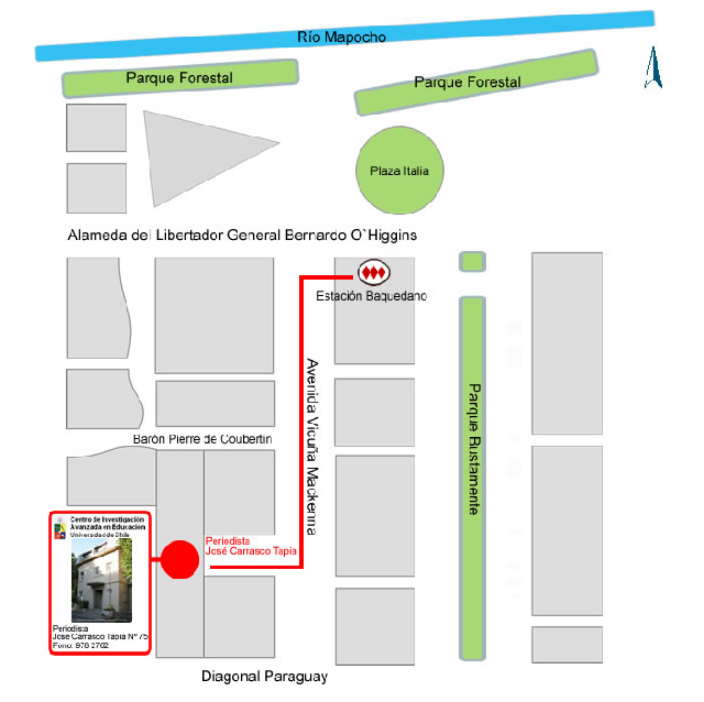 Río Mapocho
Parque Forestal
Parque Forestal
Plaza Italia
Alameda del Libertador General Bernardo O`Higgins
Estación Baquedano
Avenida Vicuña Mackenna
Parque Bustamente
Barón Pierre de Coubertin
Periodista
José Carrasco Tapia
Centro de Investigación
Avanzada en Educación
Universidad de Chile
Periodista
José Carrasco Tapia Nº 75
Fono: 978 2762
Diagonal Paraguay